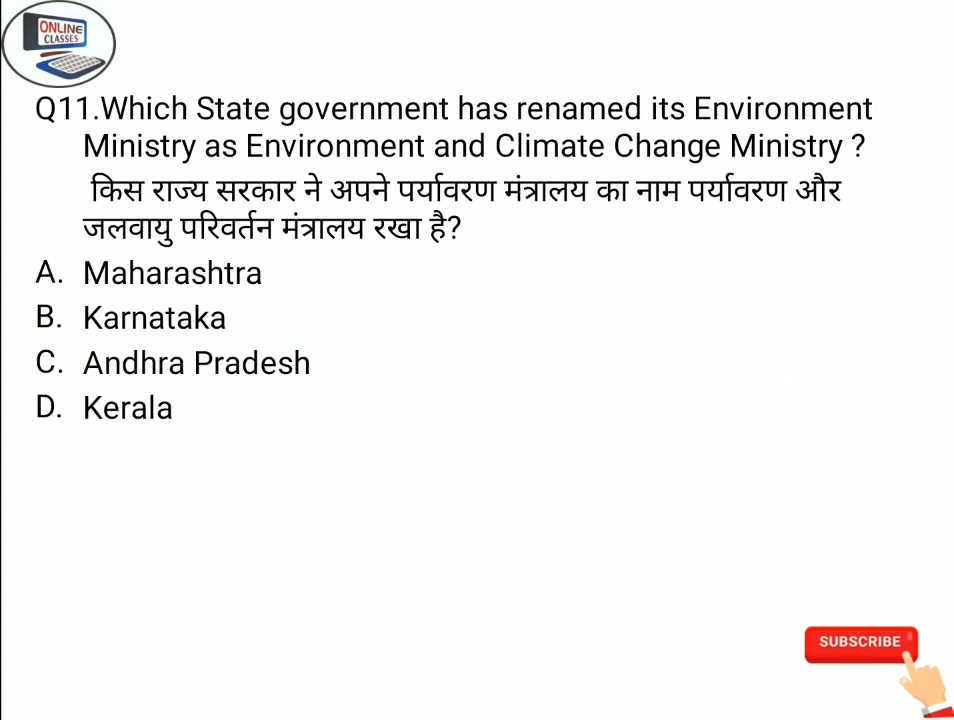 ONLINE
CLASSES
Q11.Which State government has renamed its Environment
Ministry as Environment and Climate Change Ministry ?
किस राज्य सरकार ने अपने पर्यावरण मंत्रालय का नाम पर्यावरण और
जलवायु परिवर्तन मंत्रालय रखा है?
A. Maharashtra
B. Karnataka
C. Andhra Pradesh
D. Kerala
SUBSCRIBE